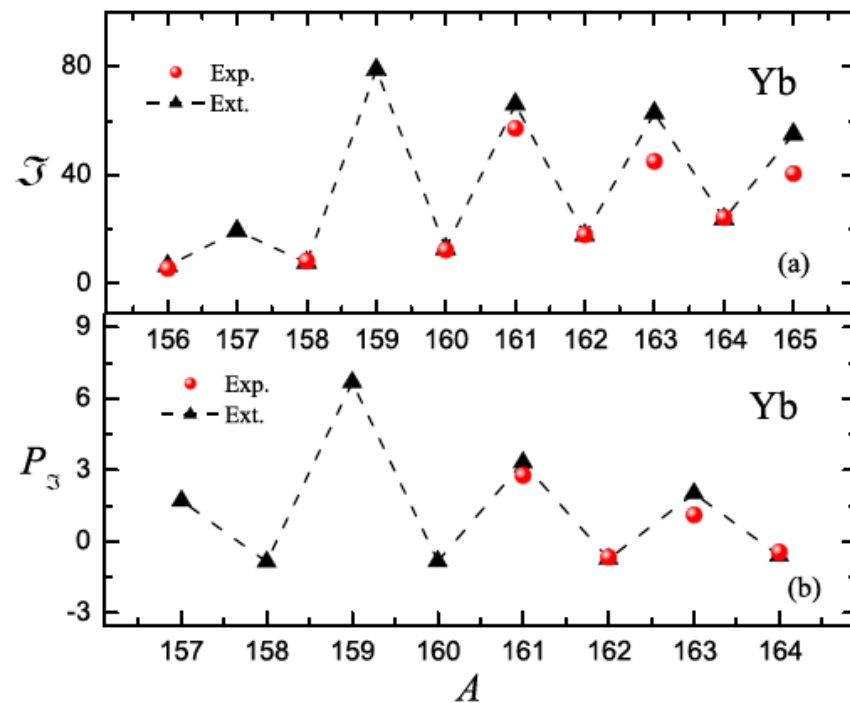 80
Exp.
Ext.
Yb
ℑ
40
0
(a)
156 157 158 159 160 161 162 163 164 165
9
Exp.
Ext.
Yb
6
P_ℑ
3
0
(b)
-3
157 158 159 160 161 162 163 164
A